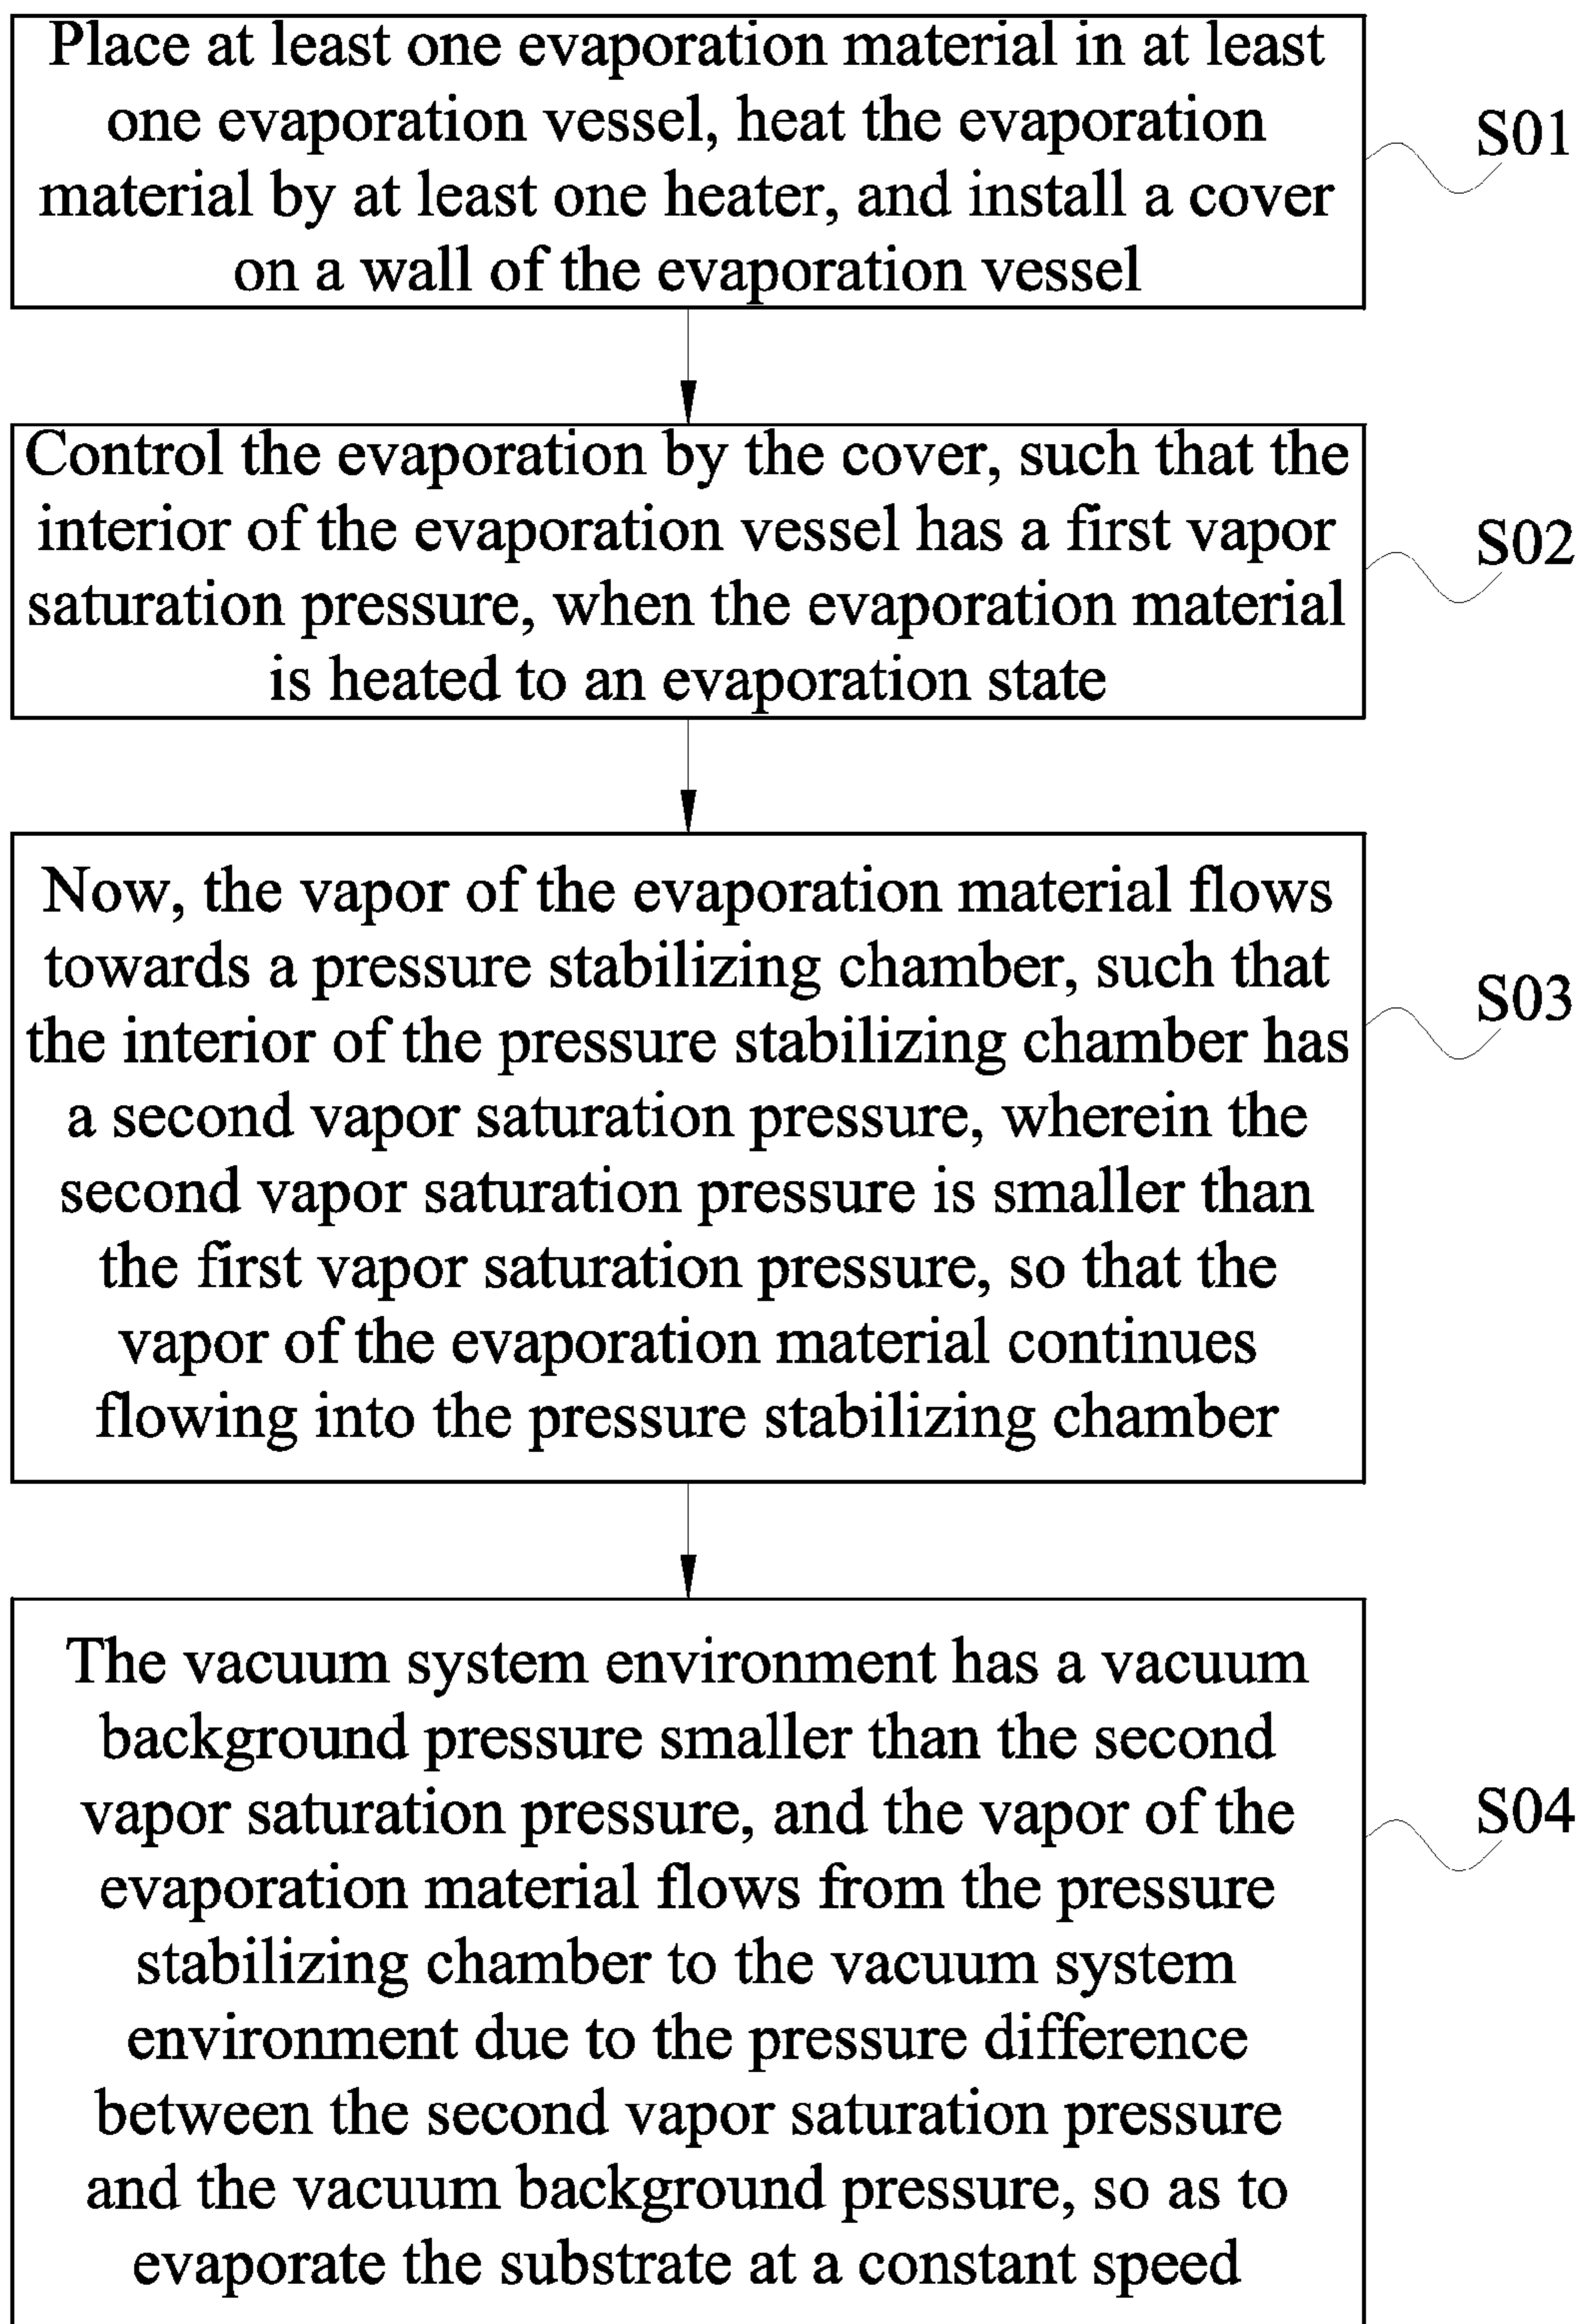 Place at least one evaporation material in at least
one evaporation vessel, heat the evaporation
material by at least one heater, and install a cover
on a wall of the evaporation vessel
S01
Control the evaporation by the cover, such that the
interior of the evaporation vessel has a first vapor
saturation pressure, when the evaporation material
is heated to an evaporation state
S02
Now, the vapor of the evaporation material flows
towards a pressure stabilizing chamber, such that
the interior of the pressure stabilizing chamber has
a second vapor saturation pressure, wherein the
second vapor saturation pressure is smaller than
the first vapor saturation pressure, so that the
vapor of the evaporation material continues
flowing into the pressure stabilizing chamber
S03
The vacuum system environment has a vacuum
background pressure smaller than the second
vapor saturation pressure, and the vapor of the
evaporation material flows from the pressure
stabilizing chamber to the vacuum system
environment due to the pressure difference
between the second vapor saturation pressure
and the vacuum background pressure, so as to
evaporate the substrate at a constant speed
S04